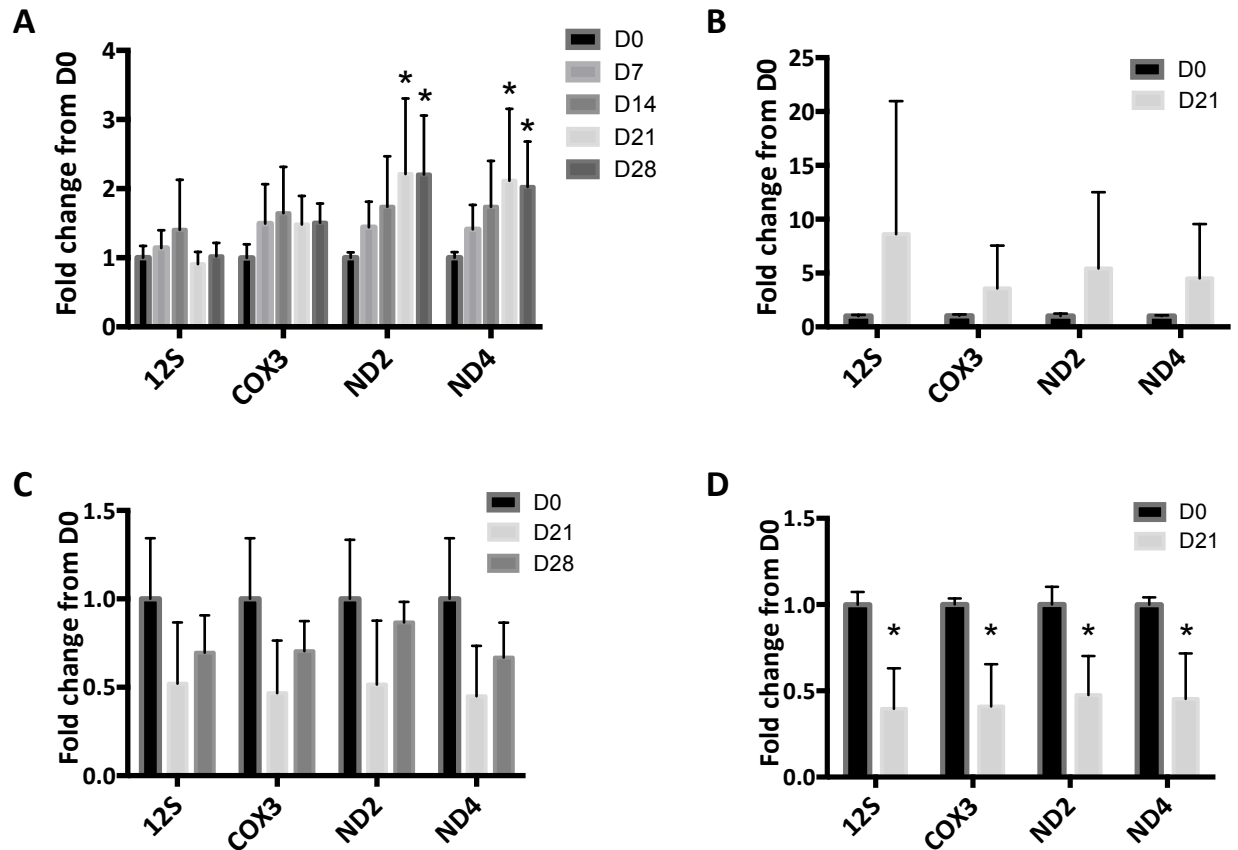 A
Fold change from D0
4
3
2
1
0
12S
COX3
ND2
ND4
* * * *
D0
D7
D14
D21
D28
B
Fold change from D0
25
20
15
10
5
0
12S
COX3
ND2
ND4
D0
D21
C
Fold change from D0
1.5
1.0
0.5
0.0
12S
COX3
ND2
ND4
D0
D21
D28
D
Fold change from D0
1.5
1.0
0.5
0.0
* * * *
12S
COX3
ND2
ND4
D0
D21